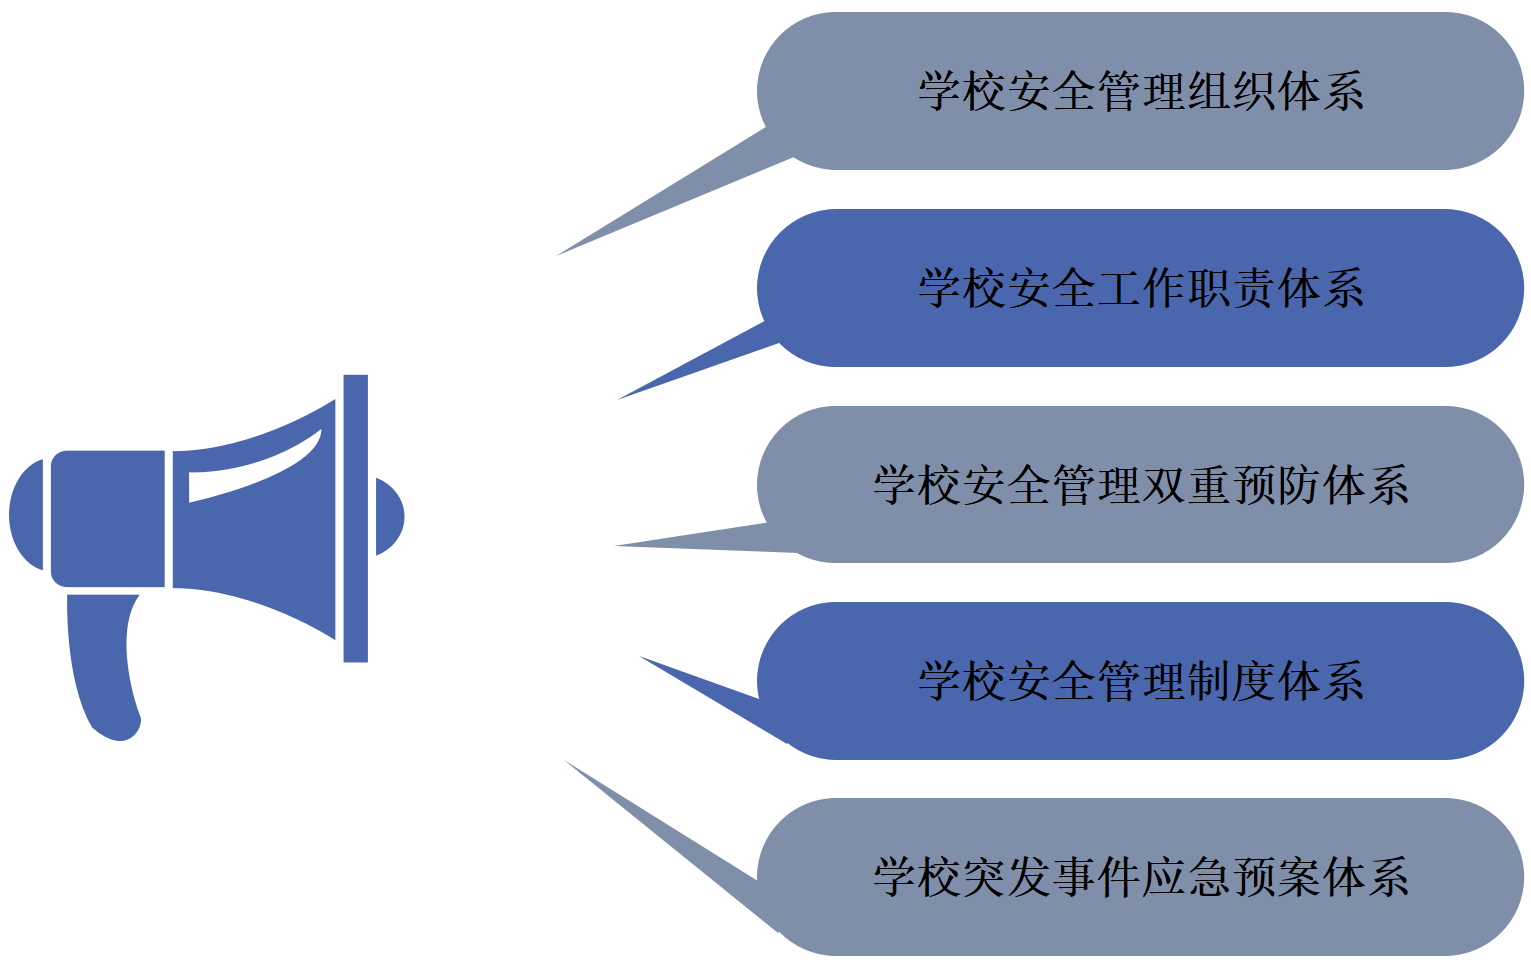 学校安全管理组织体系
学校安全工作职责体系
学校安全管理双重预防体系
学校安全管理制度体系
学校突发事件应急预案体系